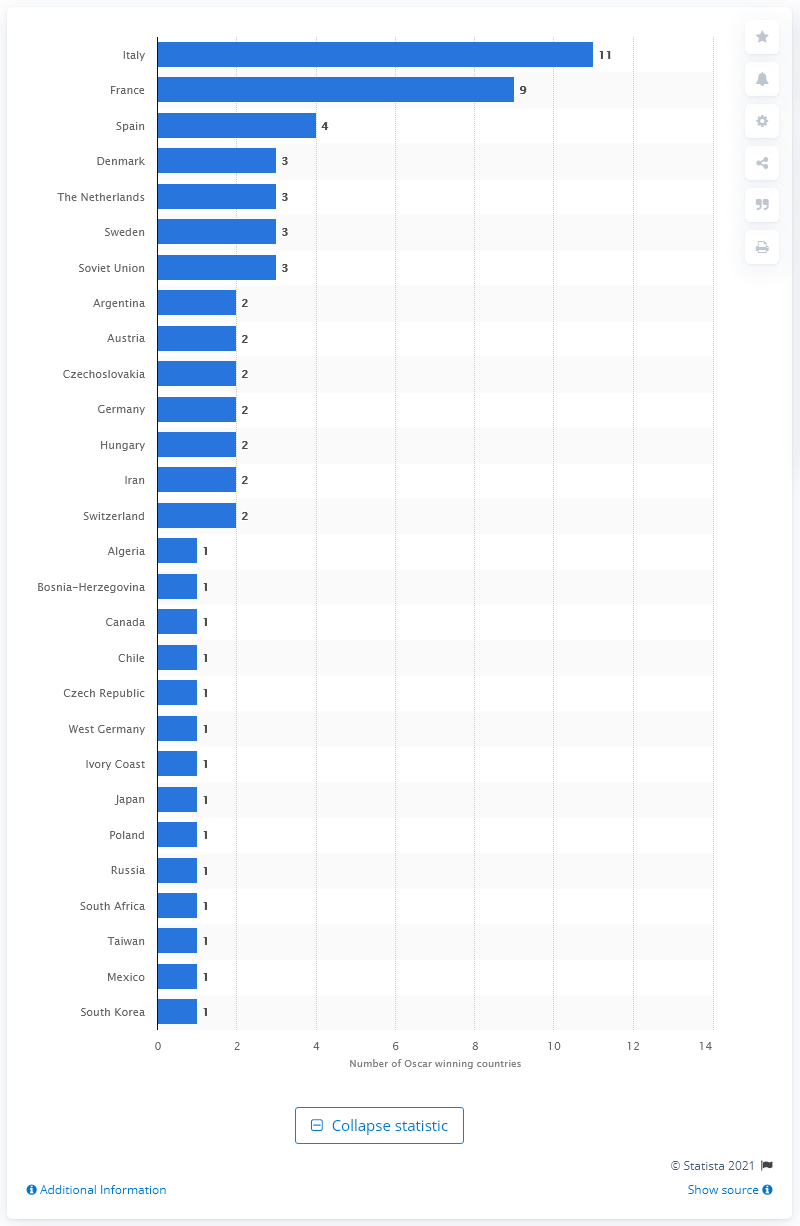 Italy 11
France 9
Spain 4
Denmark 3
The Netherlands 3
Sweden 3
Soviet Union 3
Argentina 2
Austria 2
Czechoslovakia 2
Germany 2
Hungary 2
Iran 2
Switzerland 2
Algeria 1
Bosnia-Herzegovina 1
Canada 1
Chile 1
Czech Republic 1
West Germany 1
Ivory Coast 1
Japan 1
Poland 1
Russia 1
South Africa 1
Taiwan 1
Mexico 1
South Korea 1
0 2 4 6 8 10 12 14
Number of Oscar winning countries
Collapse statistic
© Statista 2021
Additional Information Show source